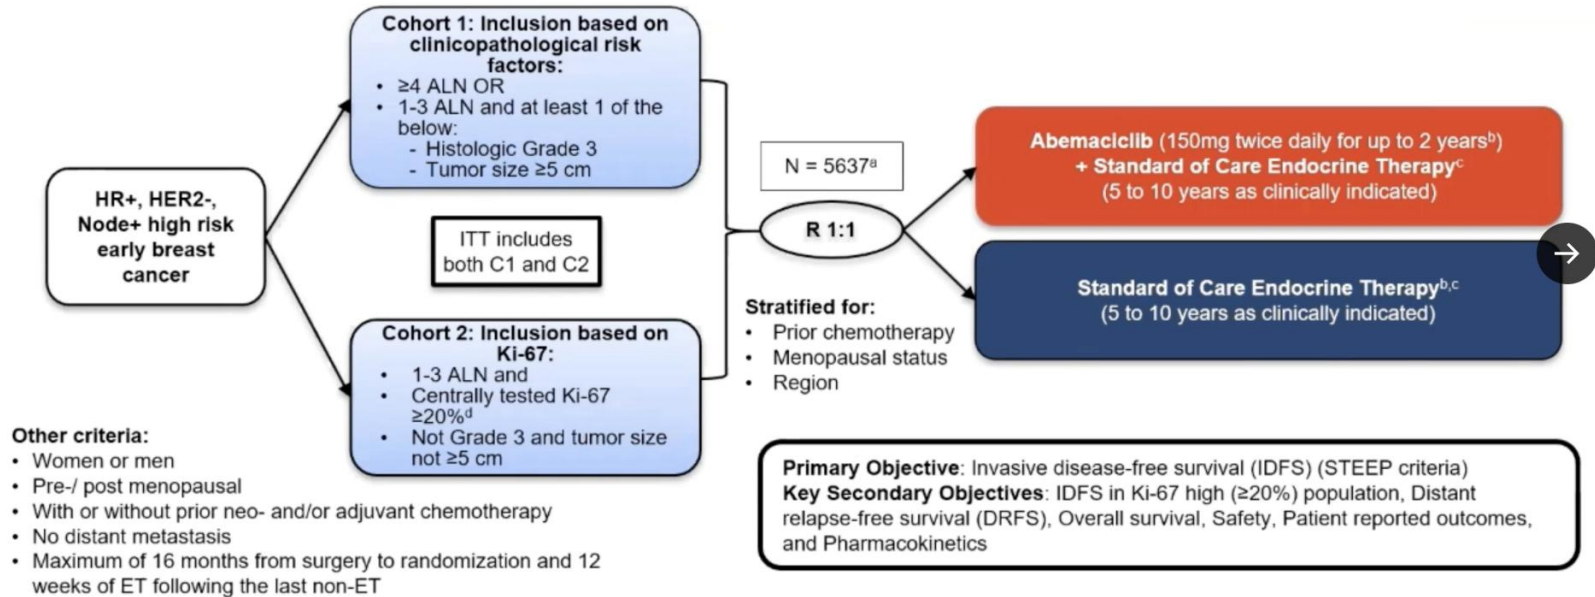 HR+, HER2-,
Node+ high risk
early breast
cancer
Cohort 1: Inclusion based on
clinicopathological risk
factors:
• ≥4 ALN OR
• 1-3 ALN and at least 1 of the
below:
- Histologic Grade 3
- Tumor size ≥5 cm
ITT includes
both C1 and C2
Cohort 2: Inclusion based on
Ki-67:
• 1-3 ALN and
• Centrally tested Ki-67
≥20%ᵈ
• Not Grade 3 and tumor size
not ≥5 cm
Other criteria:
• Women or men
• Pre-/ post menopausal
• With or without prior neo- and/or adjuvant chemotherapy
• No distant metastasis
• Maximum of 16 months from surgery to randomization and 12
weeks of ET following the last non-ET
N = 5637ᵃ
R 1:1
Stratified for:
• Prior chemotherapy
• Menopausal status
• Region
Abemaciclib (150mg twice daily for up to 2 yearsᵇ)
+ Standard of Care Endocrine Therapyᶜ
(5 to 10 years as clinically indicated)
Standard of Care Endocrine Therapyᵇ,ᶜ
(5 to 10 years as clinically indicated)
Primary Objective: Invasive disease-free survival (IDFS) (STEEP criteria)
Key Secondary Objectives: IDFS in Ki-67 high (≥20%) population, Distant
relapse-free survival (DRFS), Overall survival, Safety, Patient reported outcomes,
and Pharmacokinetics